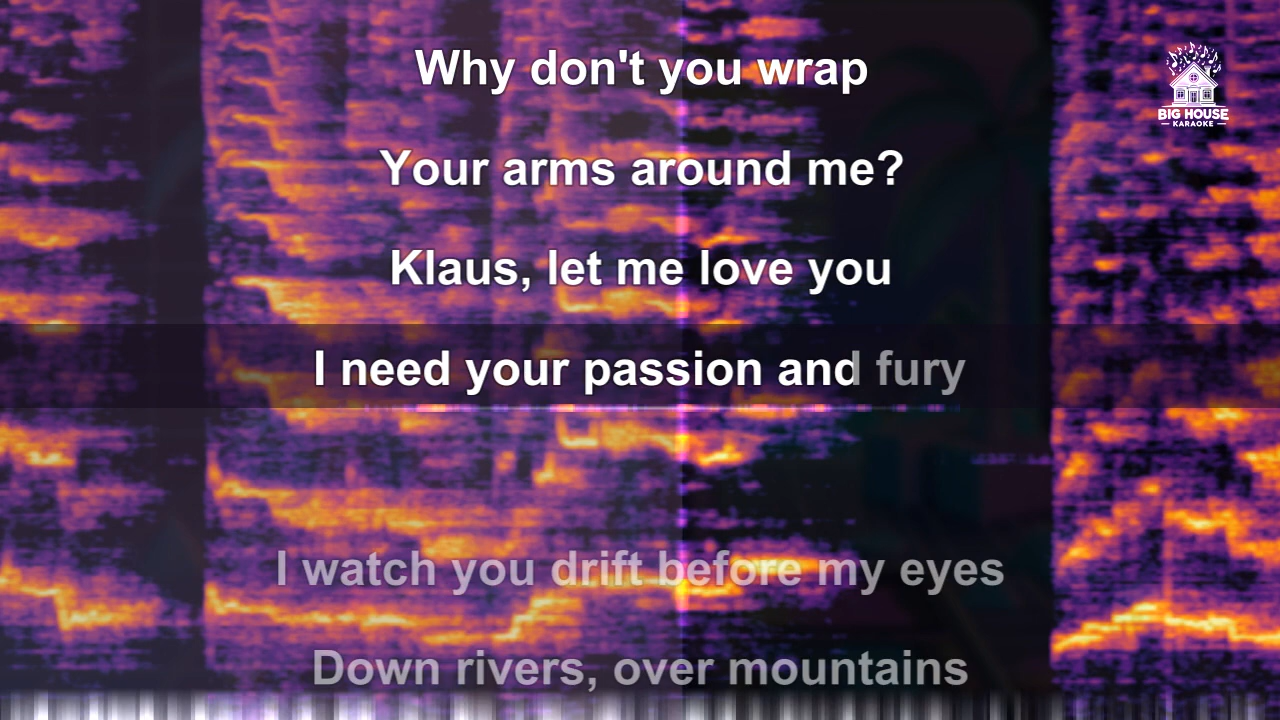 Why don't you wrap
BIG HOUSE
KARAOKE
Your arms around me?
Klaus, let me love you
I need your passion and fury
I watch you drift before my eyes
Down rivers, over mountains